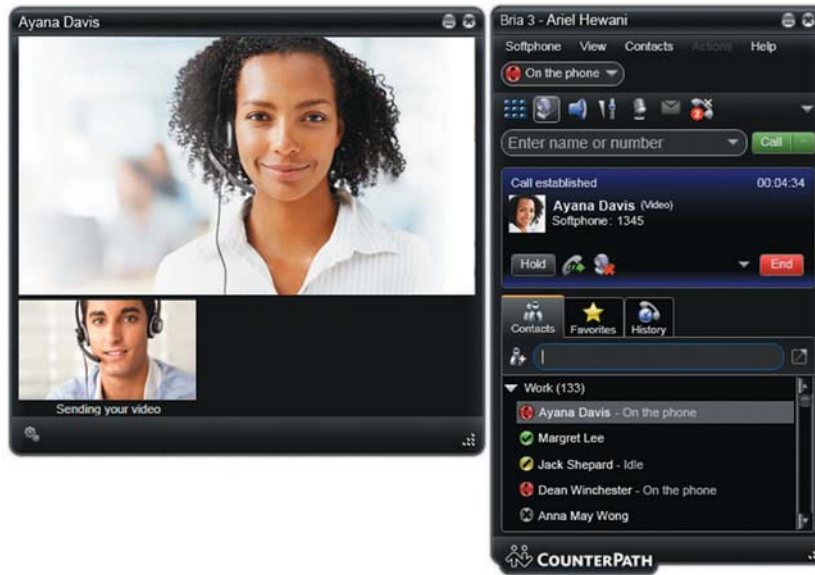 Ayana Davis
Sending your video
Bria 3 - Ariel Hewani
Softphone View Contacts Actions Help
On the phone
2
Enter name or number
Call
Call established 00:04:34
Ayana Davis (Video)
Softphone: 1345
Hold
End
Contacts Favorites History
Work (133)
Ayana Davis - On the phone
Margret Lee
Jack Shepard - Idle
Dean Winchester - On the phone
Anna May Wong
COUNTERPATH